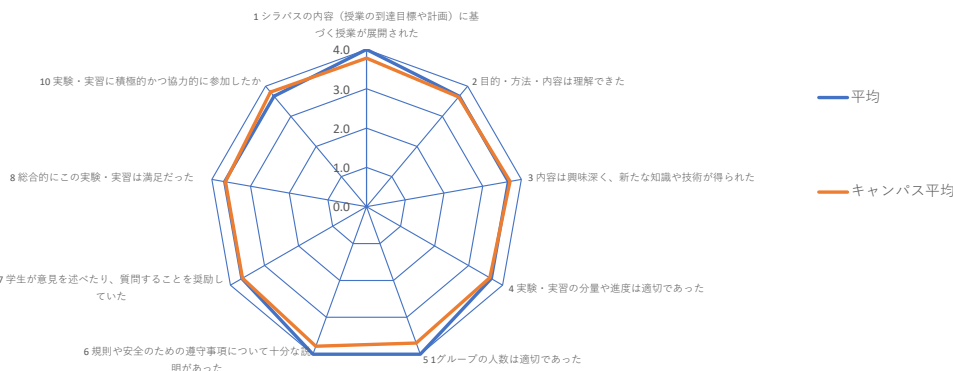 1 シラバスの内容（授業の到達目標や計画）に基
づく授業が展開された
4.0
10 実験・実習に積極的かつ協力的に参加したか
2 目的・方法・内容は理解できた
3.0
平均
2.0
8 総合的にこの実験・実習は満足だった
1.0
3 内容は興味深く、新たな知識や技術が得られた
キャンパス平均
0.0
7 学生が意見を述べたり、質問することを奨励し
ていた
4 実験・実習の分量や進度は適切であった
6 規則や安全のための遵守事項について十分な説
明があった
5 1グループの人数は適切であった